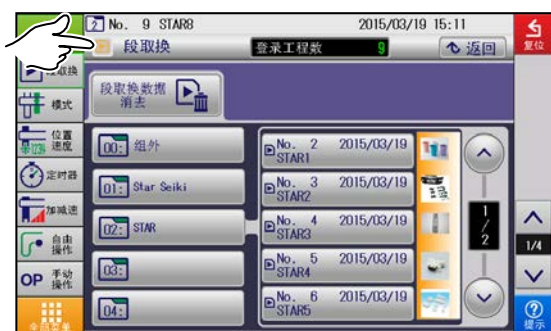 2 No. 9 STAR8 2015/03/19 15:11
段取换 登录工程数 9 返回
复位
段取换数据
消去
模式
位置
速度
定时器
加减速
自由
操作
OP 手动
操作
00: 组外
01: Star Seiki
02: STAR
03:
04:
No. 2 2015/03/19
STAR1
No. 3 2015/03/19
STAR2
No. 4 2015/03/19
STAR3
No. 5 2015/03/19
STAR4
No. 6 2015/03/19
STAR5
1
/
2
1/4
提示